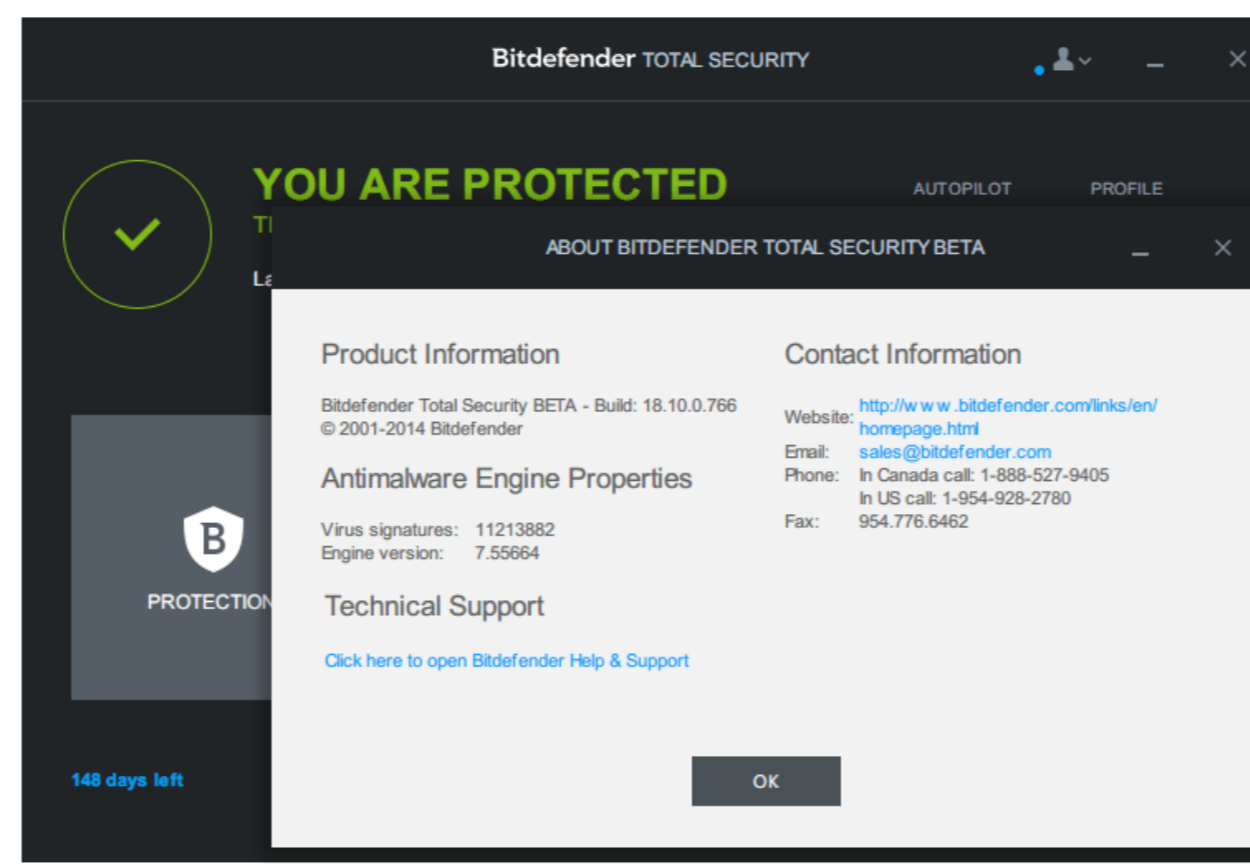 Bitdefender TOTAL SECURITY
YOU ARE PROTECTED
AUTOPILOT PROFILE
ABOUT BITDEFENDER TOTAL SECURITY BETA
Product Information
Bitdefender Total Security BETA - Build: 18.10.0.766
© 2001-2014 Bitdefender
Antimalware Engine Properties
Virus signatures: 11213882
Engine version: 7.55664
Technical Support
Click here to open Bitdefender Help & Support
Contact Information
Website: http://www.bitdefender.com/links/en/
homepage.html
Email: sales@bitdefender.com
Phone: In Canada call: 1-888-527-9405
In US call: 1-954-928-2780
Fax: 954.776.6462
OK
B
PROTECTION
148 days left